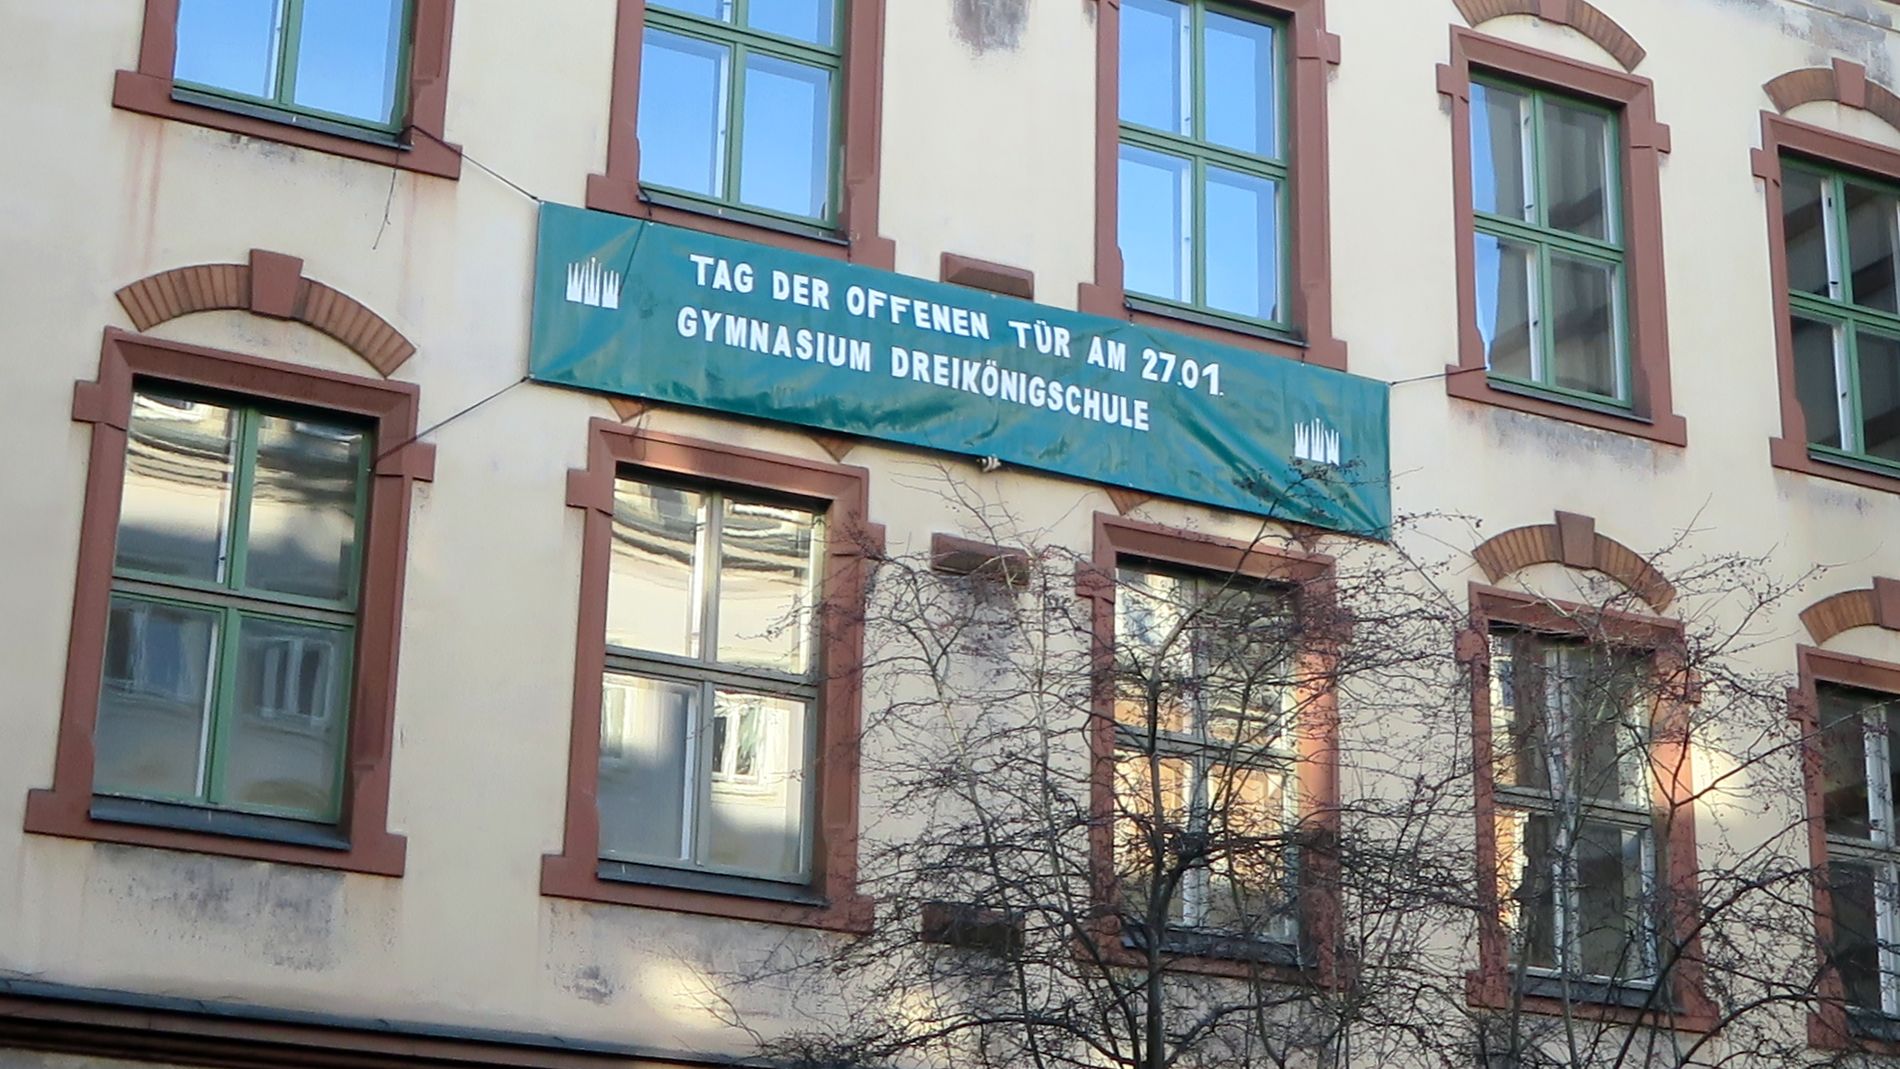 TAG DER OFFENEN TÜR AM 27.01.
GYMNASIUM DREIKÖNIGSCHULE